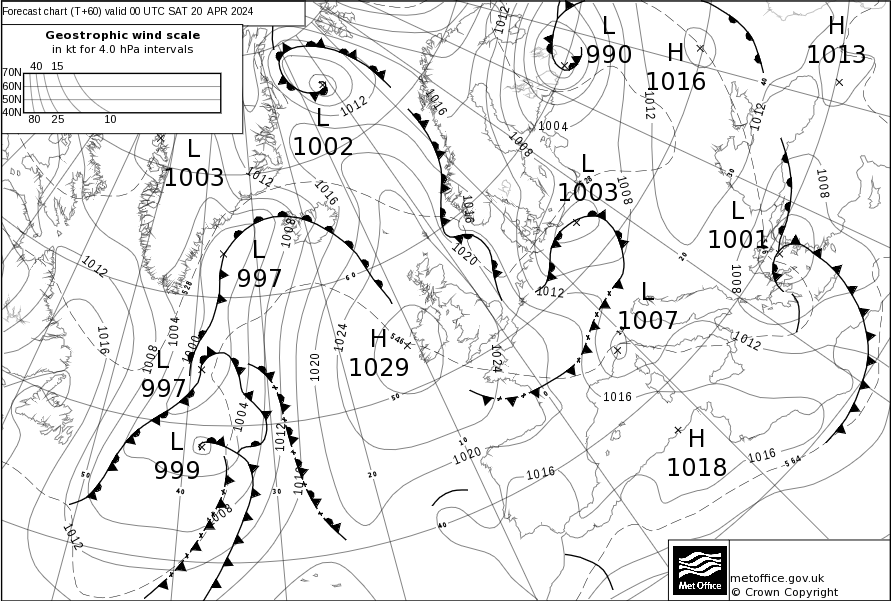 Forecast chart (T+60) valid 00 UTC SAT 20 APR 2024
Geostrophic wind scale
in kt for 4.0 hPa intervals
40 15
70N
60N
50N
40N
80 25 10
L
990
H
1016
H
1013
L
1002
L
1003
L
1003
L
1001
L
997
L
1007
H
1029
L
997
L
999
H
1018
1012
1012
1016
1004
1012
1012
1008
1012
1016
1008
1008
1016
1008
1020
1012
1012
1008
60
528
20
30
40
1016
1004
1008
1000
1024
1020
546
1024
1012
1016
50
1004
1012
1020
10
1016
1016
564
50
40
30
20
40
1008
1012
Met Office
metoffice.gov.uk
© Crown Copyright